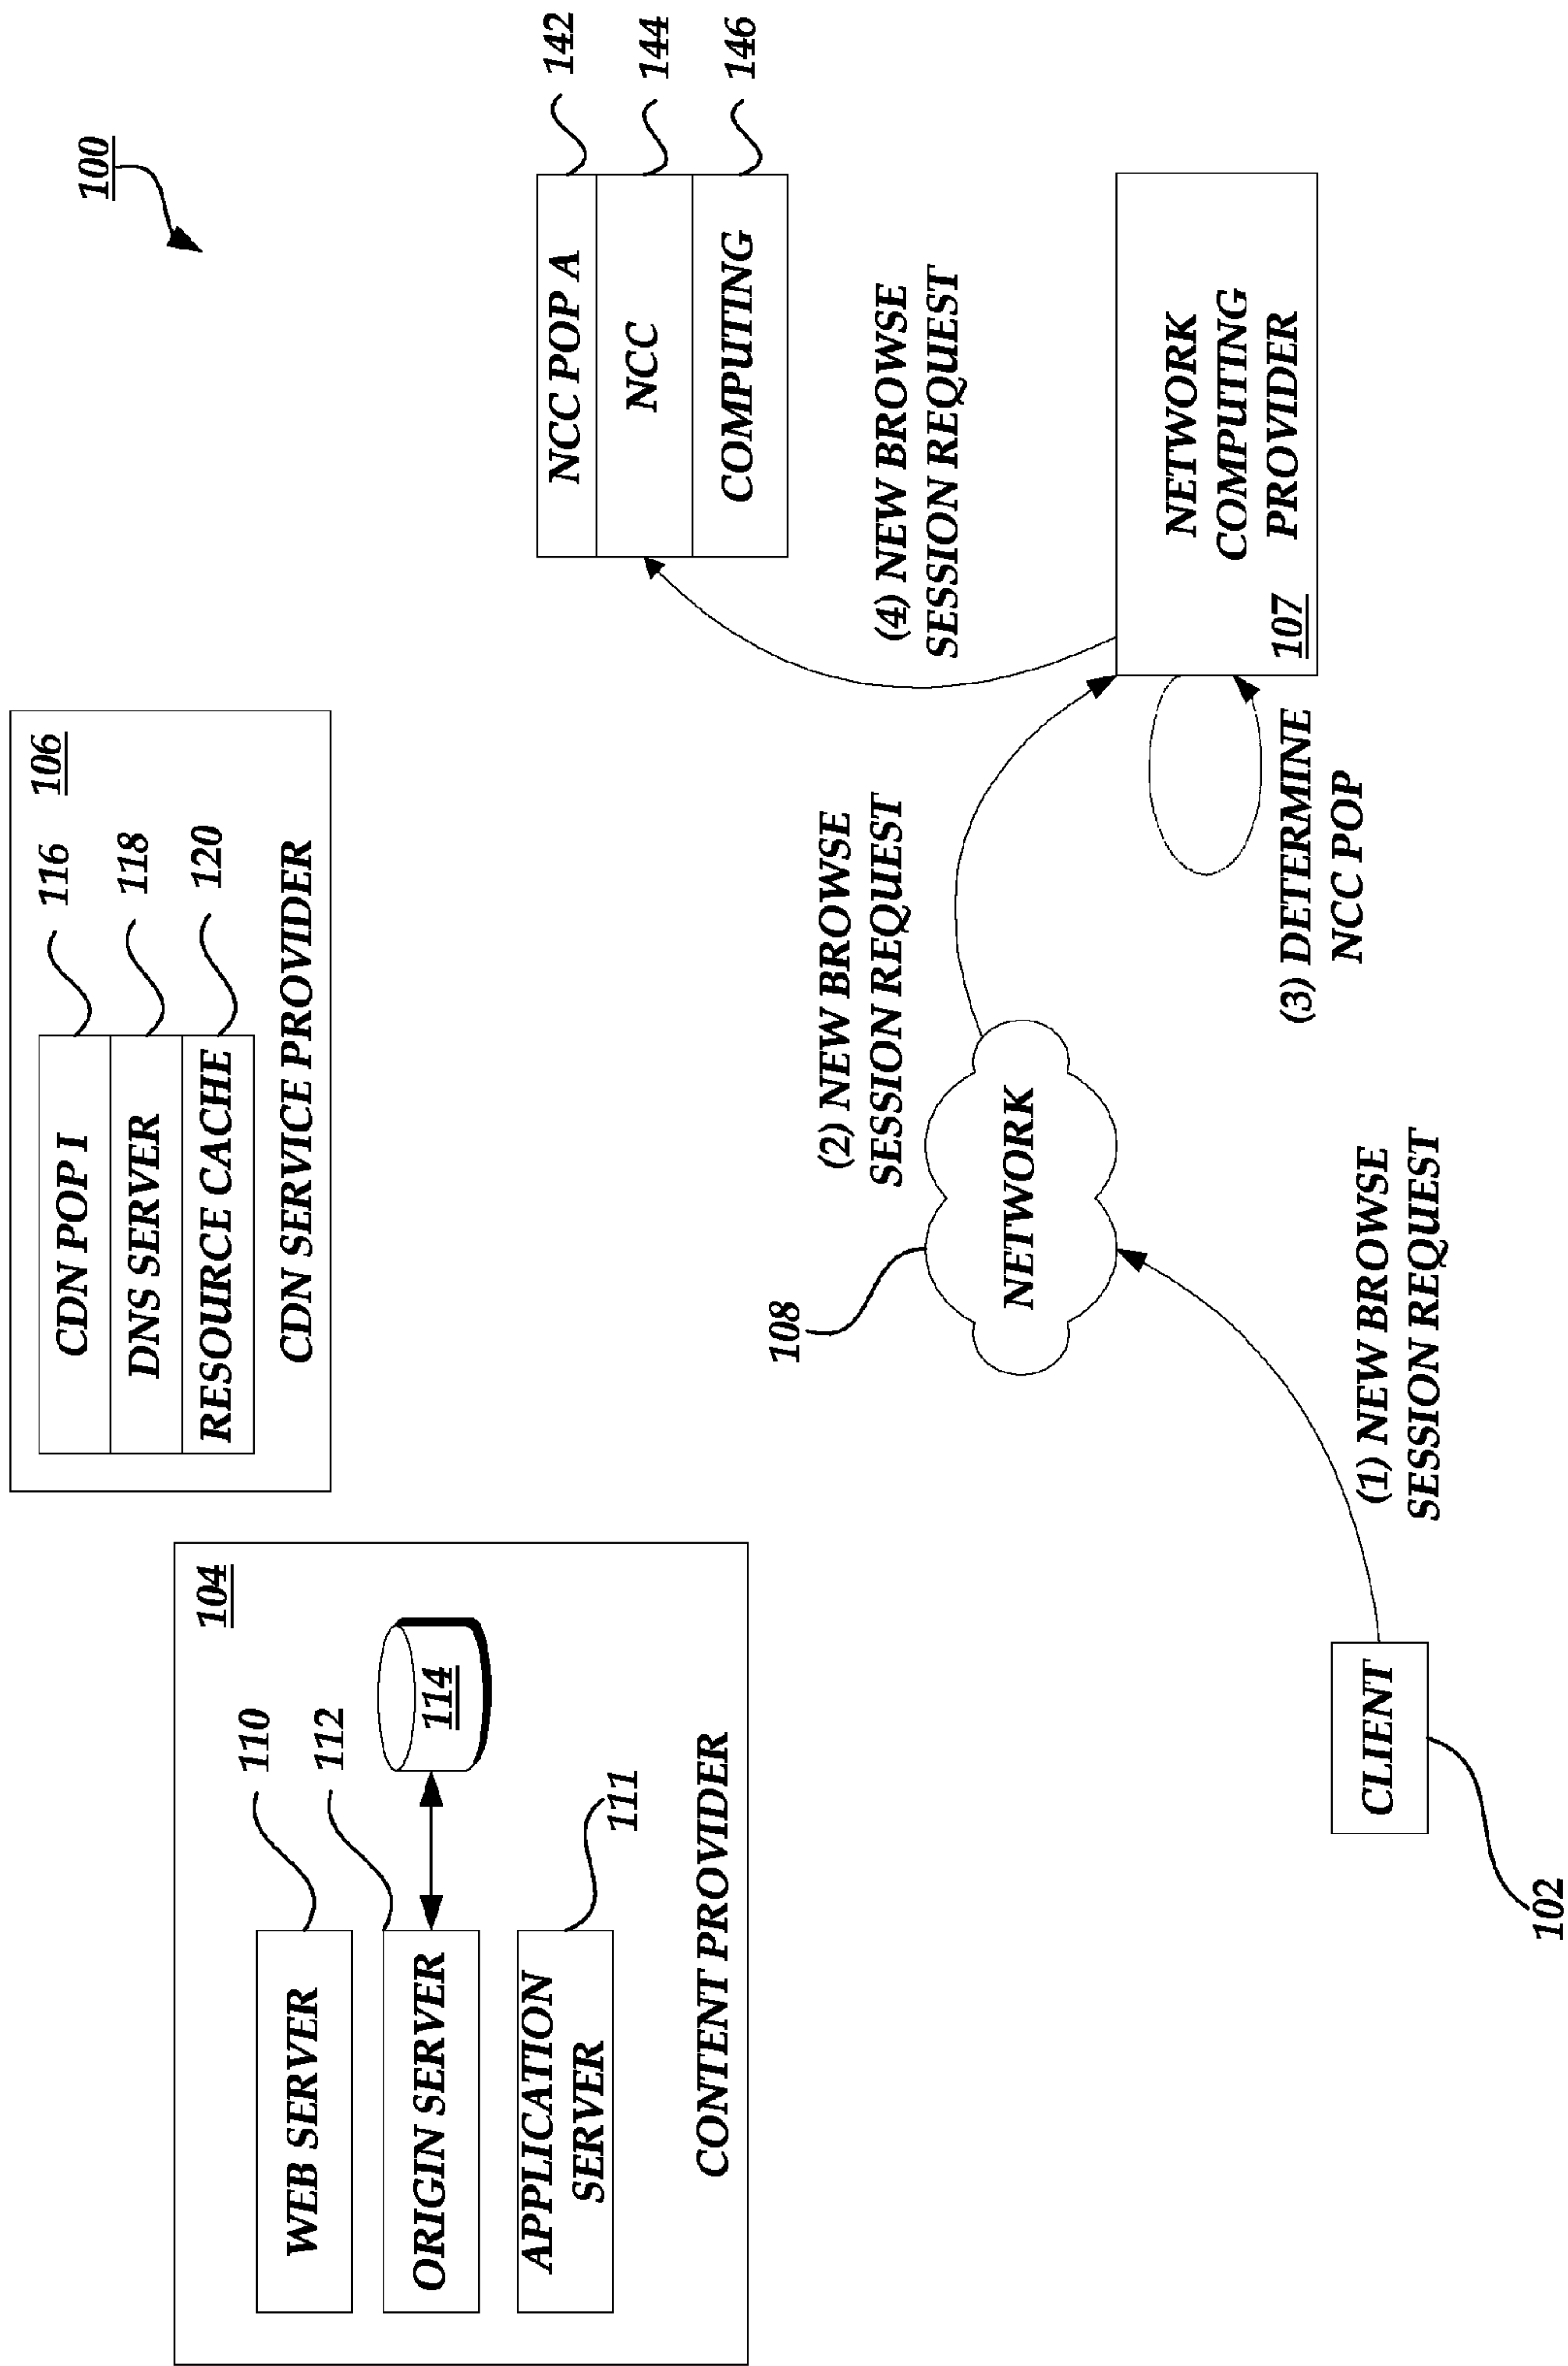 100
104
110
WEB SERVER
112
ORIGIN SERVER
114
111
APPLICATION
SERVER
CONTENT PROVIDER
106
116
CDN POP I
118
DNS SERVER
120
RESOURCE CACHE
CDN SERVICE PROVIDER
NCC POP A
142
NCC
144
COMPUTING
146
108
NETWORK
(2) NEW BROWSE
SESSION REQUEST
(4) NEW BROWSE
SESSION REQUEST
CLIENT
102
(1) NEW BROWSE
SESSION REQUEST
(3) DETERMINE
NCC POP
NETWORK
COMPUTING
PROVIDER
107